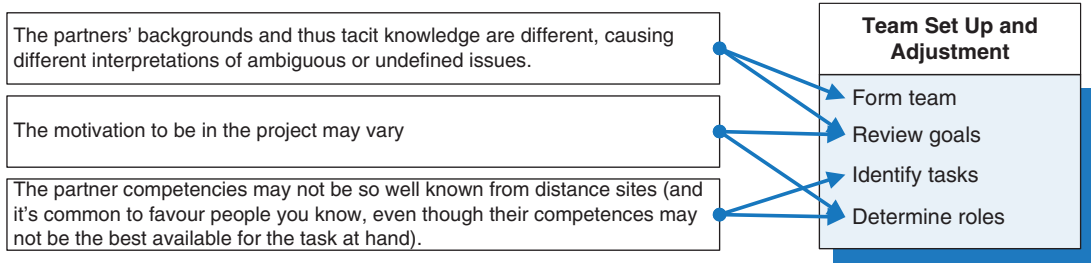 The partners’ backgrounds and thus tacit knowledge are different, causing
different interpretations of ambiguous or undefined issues.
The motivation to be in the project may vary
The partner competencies may not be so well known from distance sites (and
it’s common to favour people you know, even though their competences may
not be the best available for the task at hand).
Team Set Up and
Adjustment
Form team
Review goals
Identify tasks
Determine roles